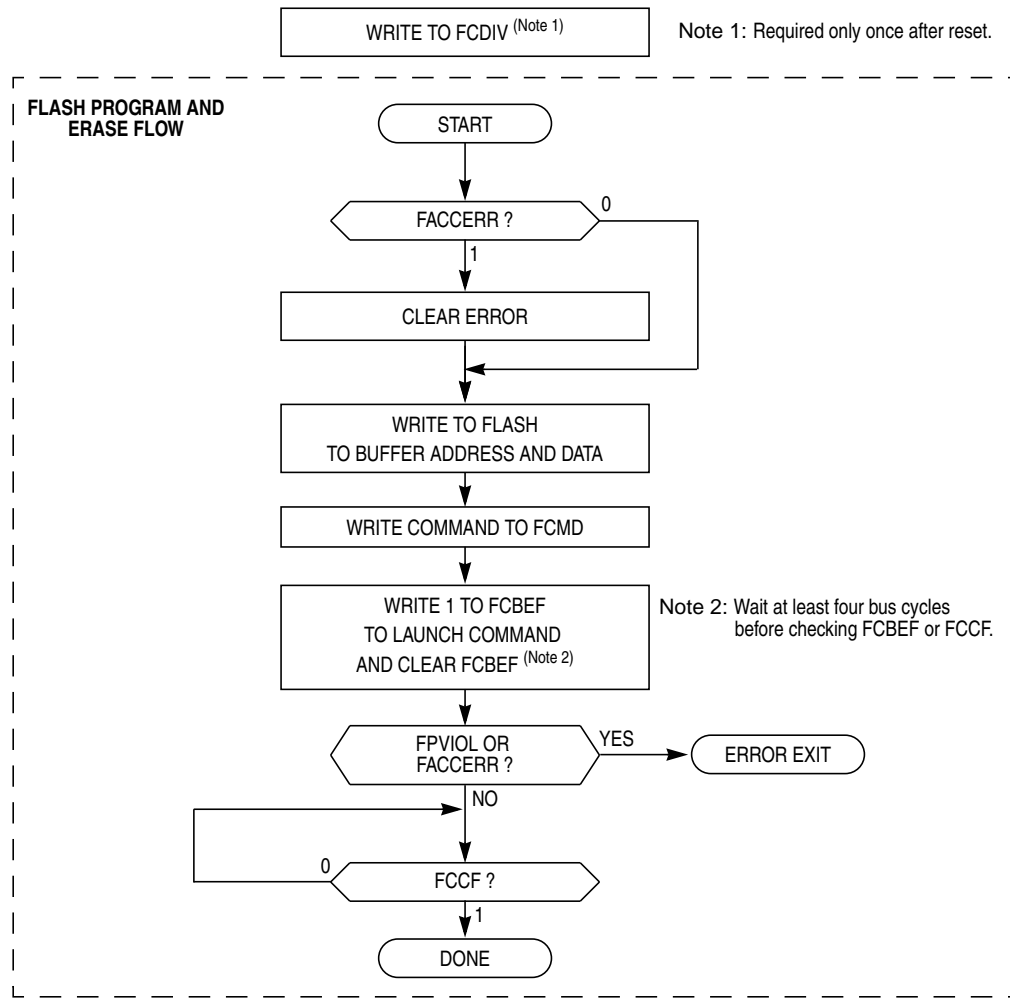 WRITE TO FCDIV (Note 1)
Note 1: Required only once after reset.
FLASH PROGRAM AND
ERASE FLOW
START
FACCERR ?
0
1
CLEAR ERROR
WRITE TO FLASH
TO BUFFER ADDRESS AND DATA
WRITE COMMAND TO FCMD
WRITE 1 TO FCBEF
TO LAUNCH COMMAND
AND CLEAR FCBEF (Note 2)
Note 2: Wait at least four bus cycles
before checking FCBEF or FCCF.
FPVIOL OR
FACCERR ?
YES
ERROR EXIT
NO
0
FCCF ?
1
DONE